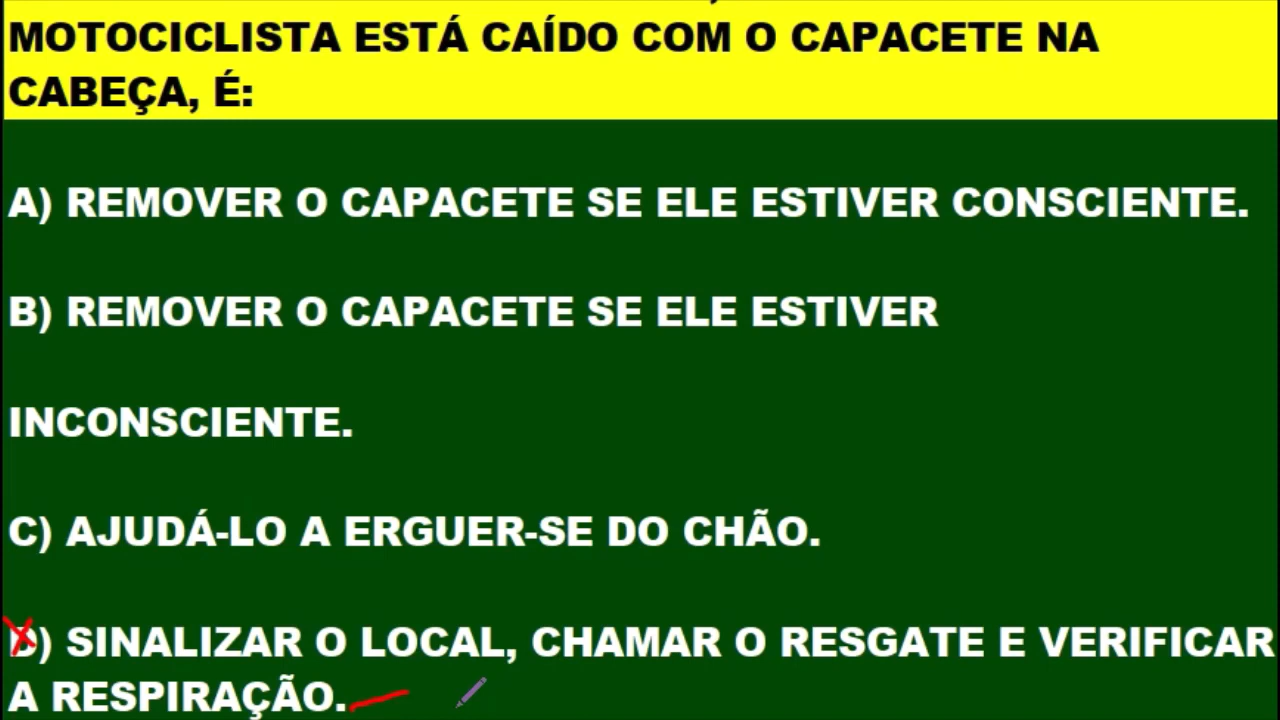 MOTOCICLISTA ESTÁ CAÍDO COM O CAPACETE NA
CABEÇA, É:
A) REMOVER O CAPACETE SE ELE ESTIVER CONSCIENTE.
B) REMOVER O CAPACETE SE ELE ESTIVER
INCONSCIENTE.
C) AJUDÁ-LO A ERGUER-SE DO CHÃO.
D) SINALIZAR O LOCAL, CHAMAR O RESGATE E VERIFICAR
A RESPIRAÇÃO.